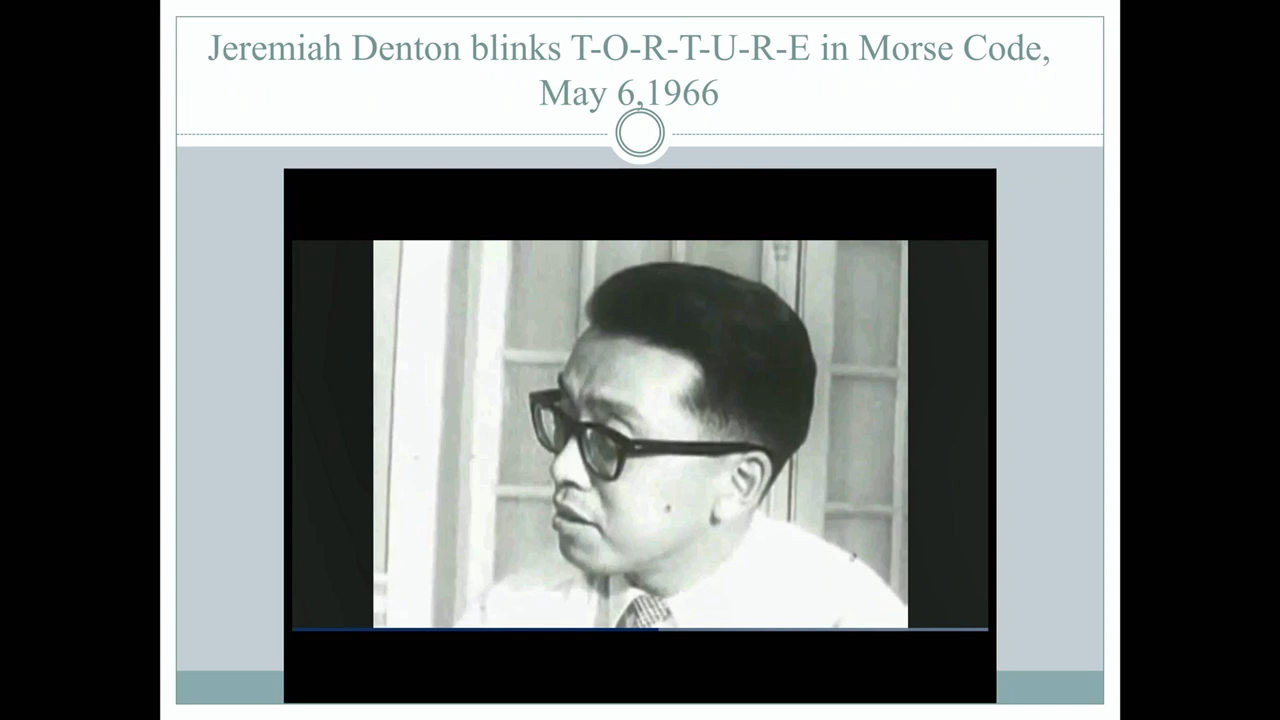 Jeremiah Denton blinks T-O-R-T-U-R-E in Morse Code,
May 6,1966